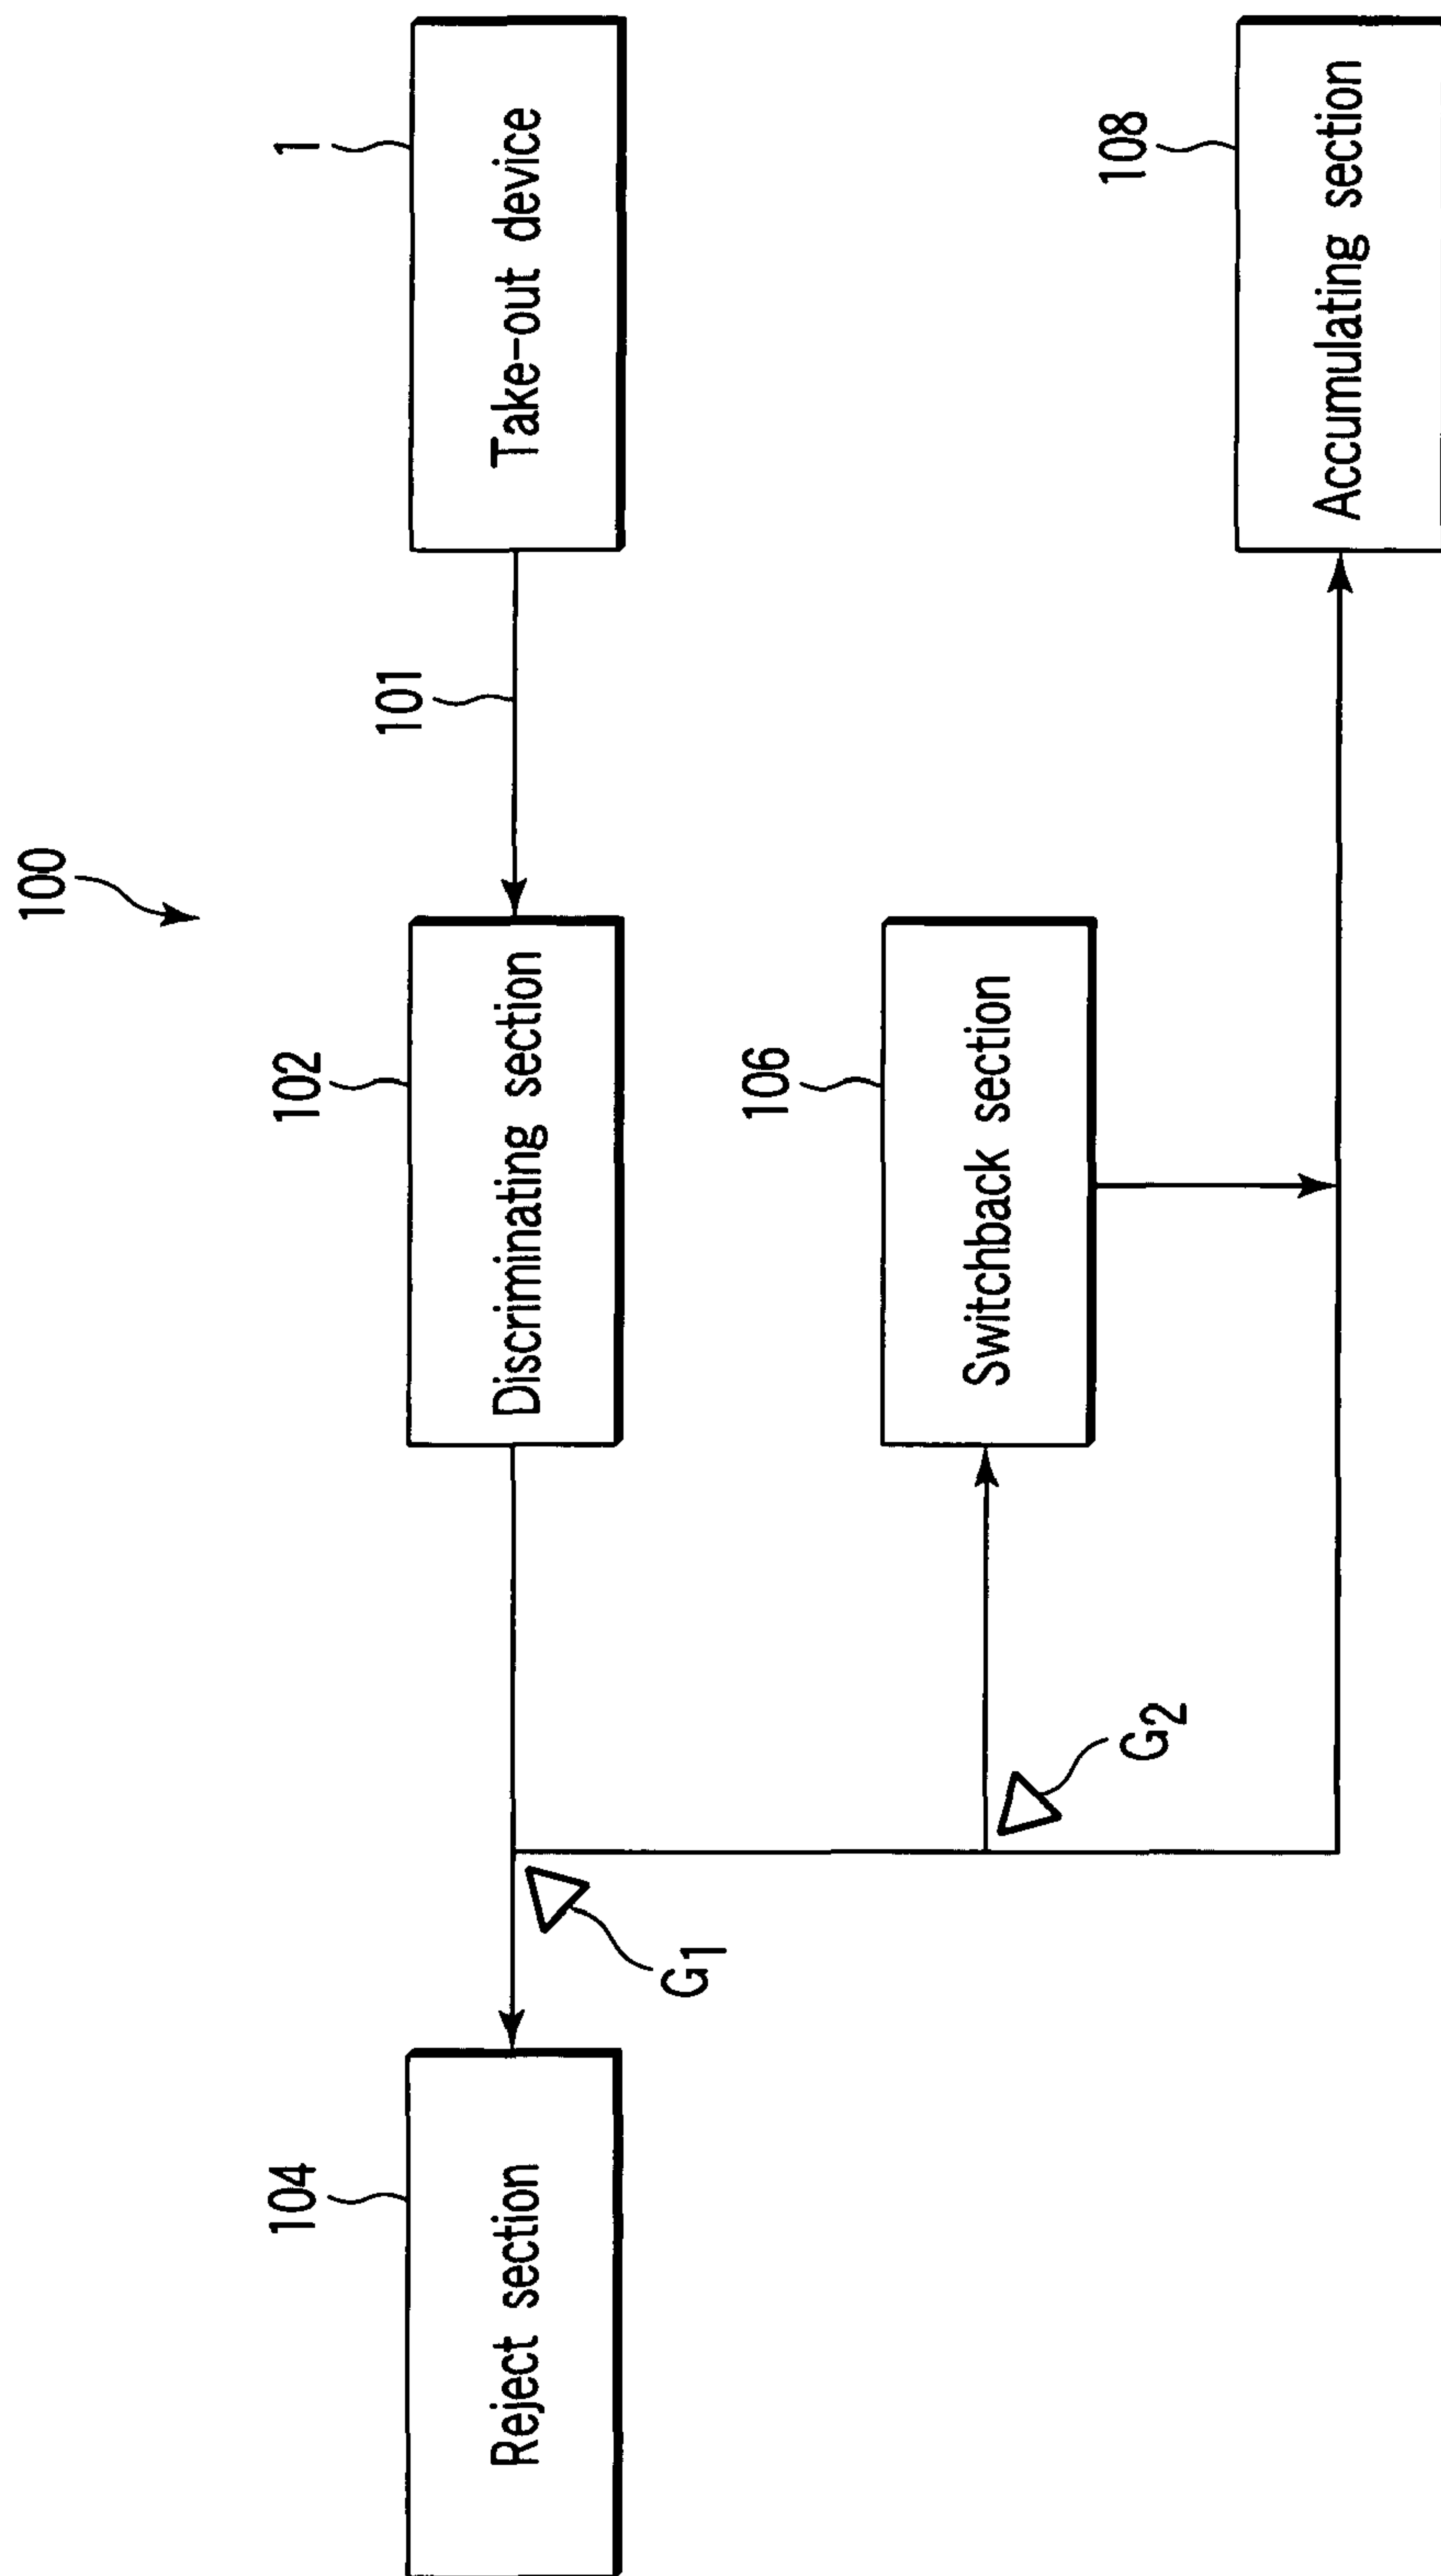 100
1
Take-out device
101
102
Discriminating section
104
Reject section
106
Switchback section
108
Accumulating section
G1
G2